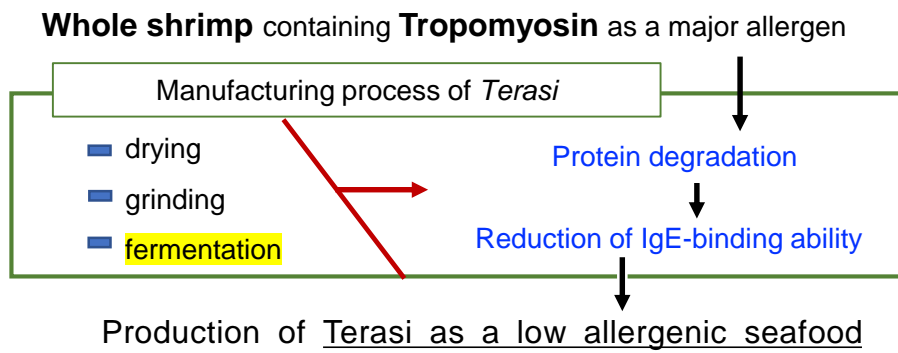 Whole shrimp containing Tropomyosin as a major allergen
Manufacturing process of Terasi
drying
grinding
fermentation
Protein degradation
Reduction of IgE-binding ability
Production of Terasi as a low allergenic seafood